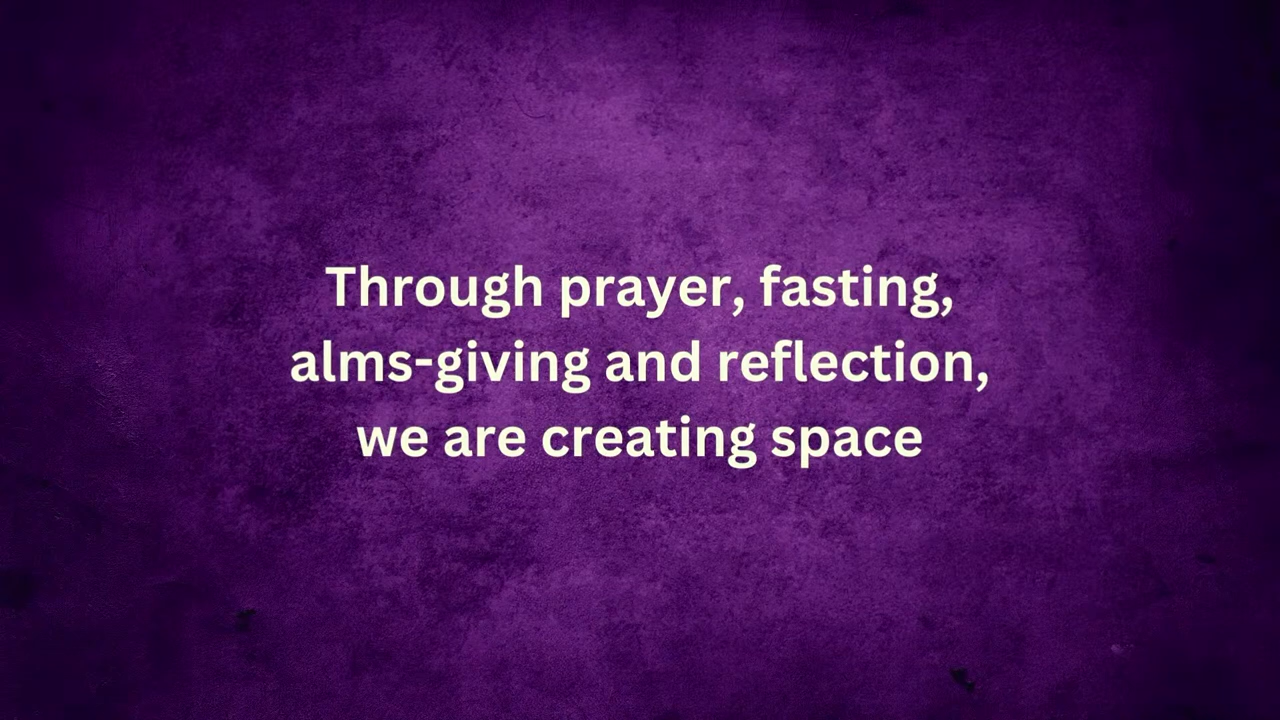 Through prayer, fasting,
alms-giving and reflection,
we are creating space